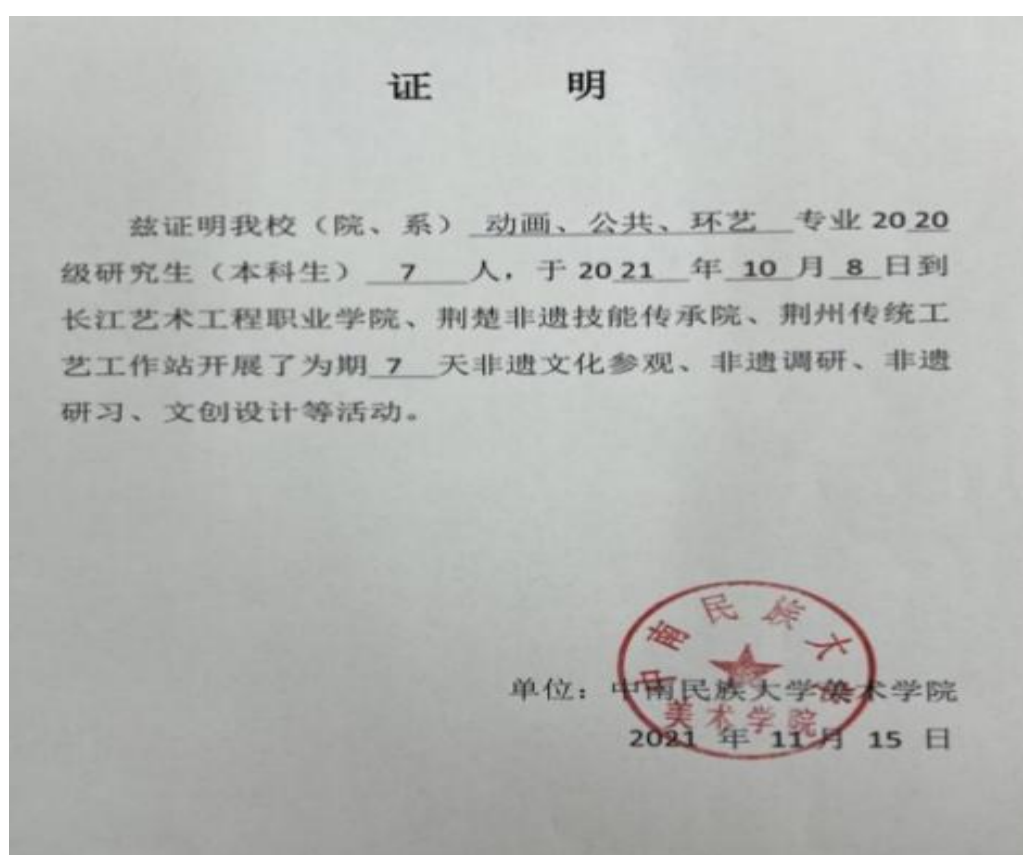 证 明
兹证明我校（院、系） 动画、公共、环艺 专业 2020
级研究生（本科生） 7 人，于 2021 年 10 月 8 日到
长江艺术工程职业学院、荆楚非遗技能传承院、荆州传统工
艺工作站开展了为期 7 天非遗文化参观、非遗调研、非遗
研习、文创设计等活动。
中南民族大学
单位：中南民族大学美术学院
美术学院
2021 年 11 月 15 日